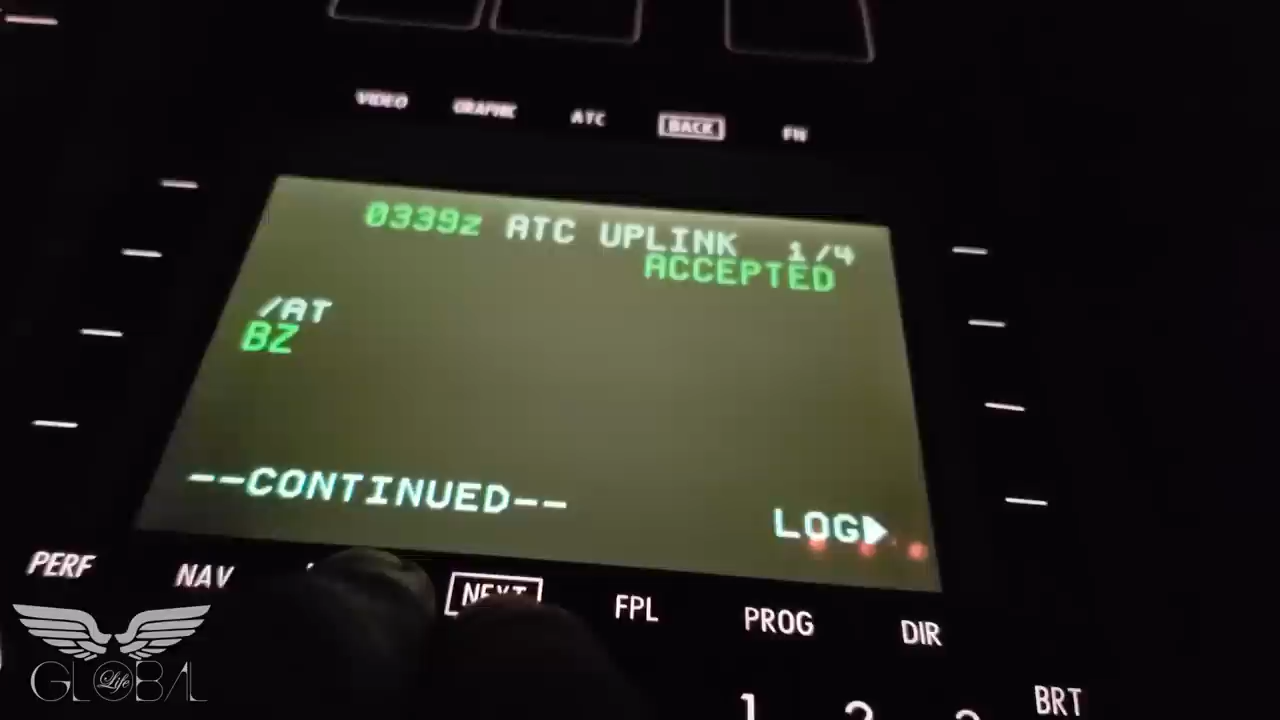 VIDEO GRAPHIC ATC BACK FN
0339z ATC UPLINK 1/4
ACCEPTED
/AT
BZ
--CONTINUED--
LOG▶
PERF NAV NEXT FPL PROG DIR
BRT
1 2
GLOBAL
Life